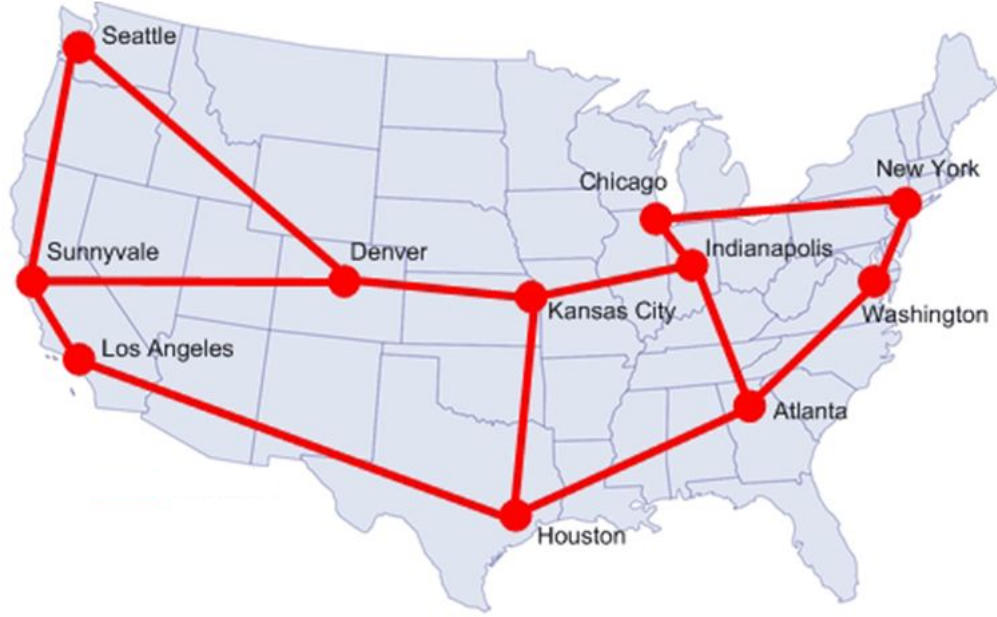 Seattle
New York
Chicago
Indianapolis
Sunnyvale
Denver
Kansas City
Washington
Los Angeles
Atlanta
Houston